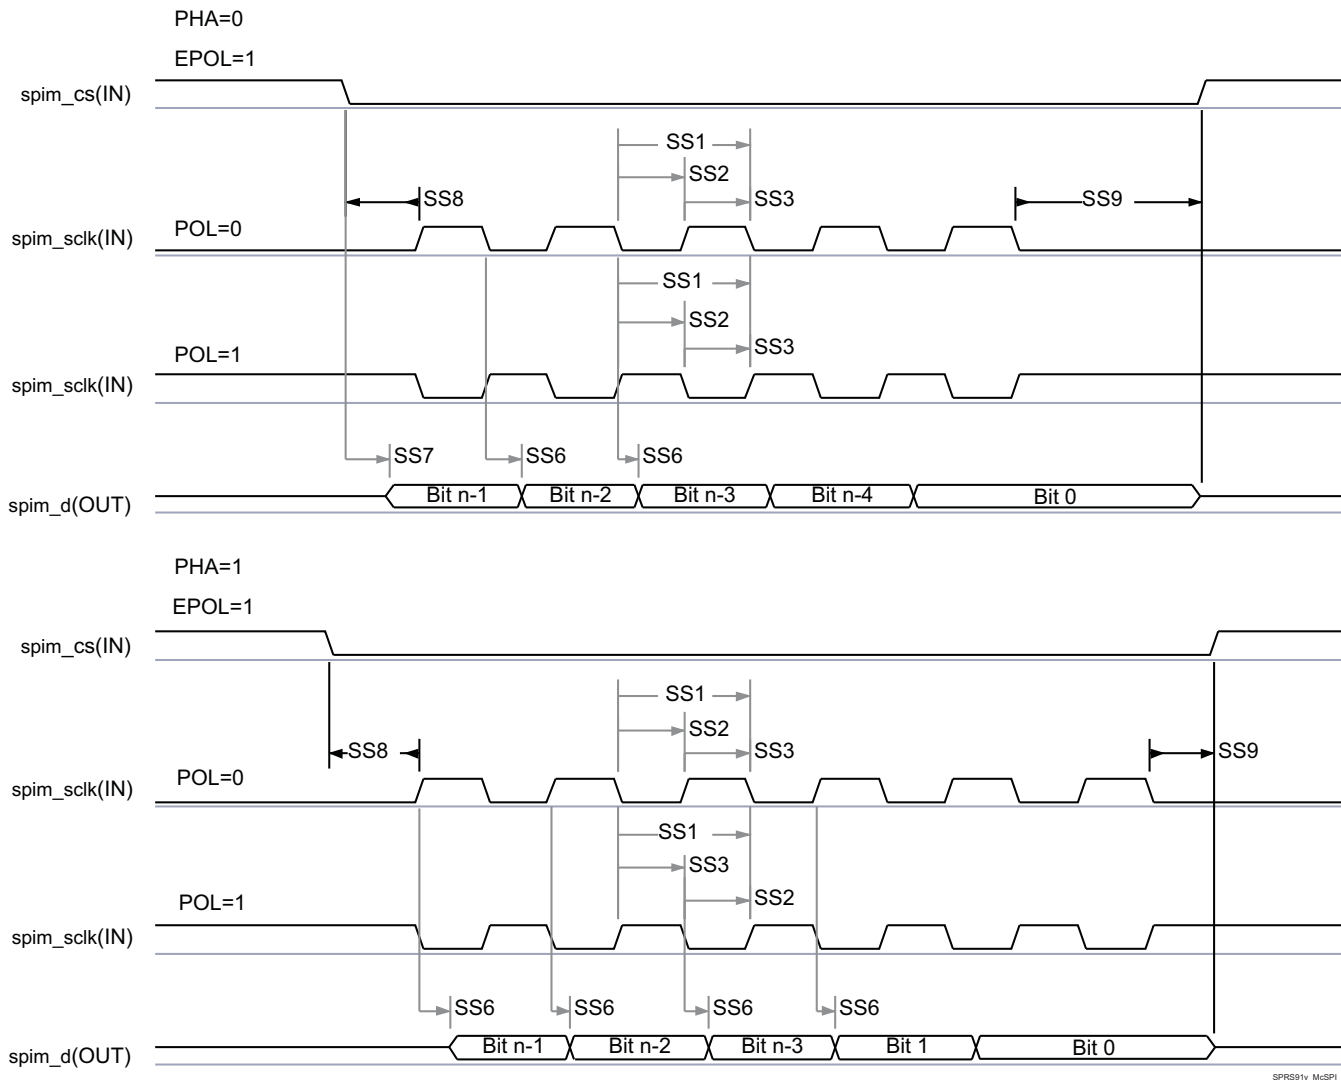 PHA=0
EPOL=1
spim_cs(IN)
SS1
SS2
SS8
SS3
SS9
POL=0
spim_sclk(IN)
SS1
SS2
SS3
POL=1
spim_sclk(IN)
SS7
SS6
SS6
Bit n-1
Bit n-2
Bit n-3
Bit n-4
Bit 0
spim_d(OUT)
PHA=1
EPOL=1
spim_cs(IN)
SS1
SS2
SS8
SS3
SS9
POL=0
spim_sclk(IN)
SS1
SS3
SS2
POL=1
spim_sclk(IN)
SS6
SS6
SS6
SS6
Bit n-1
Bit n-2
Bit n-3
Bit 1
Bit 0
spim_d(OUT)
SPRS91v_McSPI